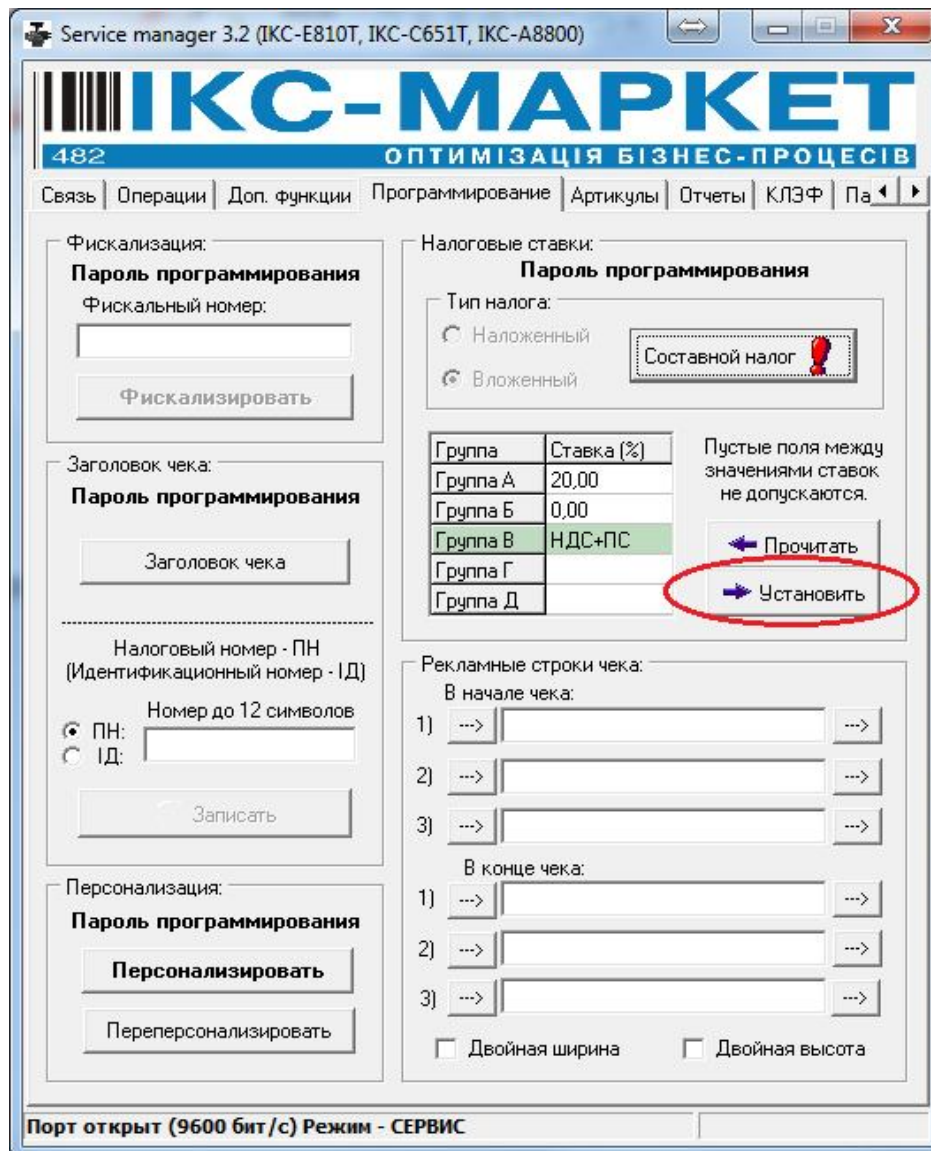 Service manager 3.2 (IKC-E810T, IKC-C651T, IKC-A8800)
ІКС-МАРКЕТ
482
ОПТИМІЗАЦІЯ БІЗНЕС-ПРОЦЕСІВ
Связь Операции Доп. функции Программирование Артикулы Отчеты КЛЭФ Па
Фискализация:
Пароль программирования
Фискальный номер:
Фискализировать
Заголовок чека:
Пароль программирования
Заголовок чека
Налоговый номер - ПН
(Идентификационный номер - ІД)
Номер до 12 символов
ПН:
ІД:
Записать
Персонализация:
Пароль программирования
Персонализировать
Переперсонализировать
Налоговые ставки:
Пароль программирования
Тип налога:
Наложенный
Вложенный
Составной налог
Группа Ставка (%)
Группа А 20,00
Группа Б 0,00
Группа В НДС+ПС
Группа Г
Группа Д
Пустые поля между
значениями ставок
не допускаются.
Прочитать
Установить
Рекламные строки чека:
В начале чека:
1) ---> --->
2) ---> --->
3) ---> --->
В конце чека:
1) ---> --->
2) ---> --->
3) ---> --->
Двойная ширина Двойная высота
Порт открыт (9600 бит/с) Режим - СЕРВИС